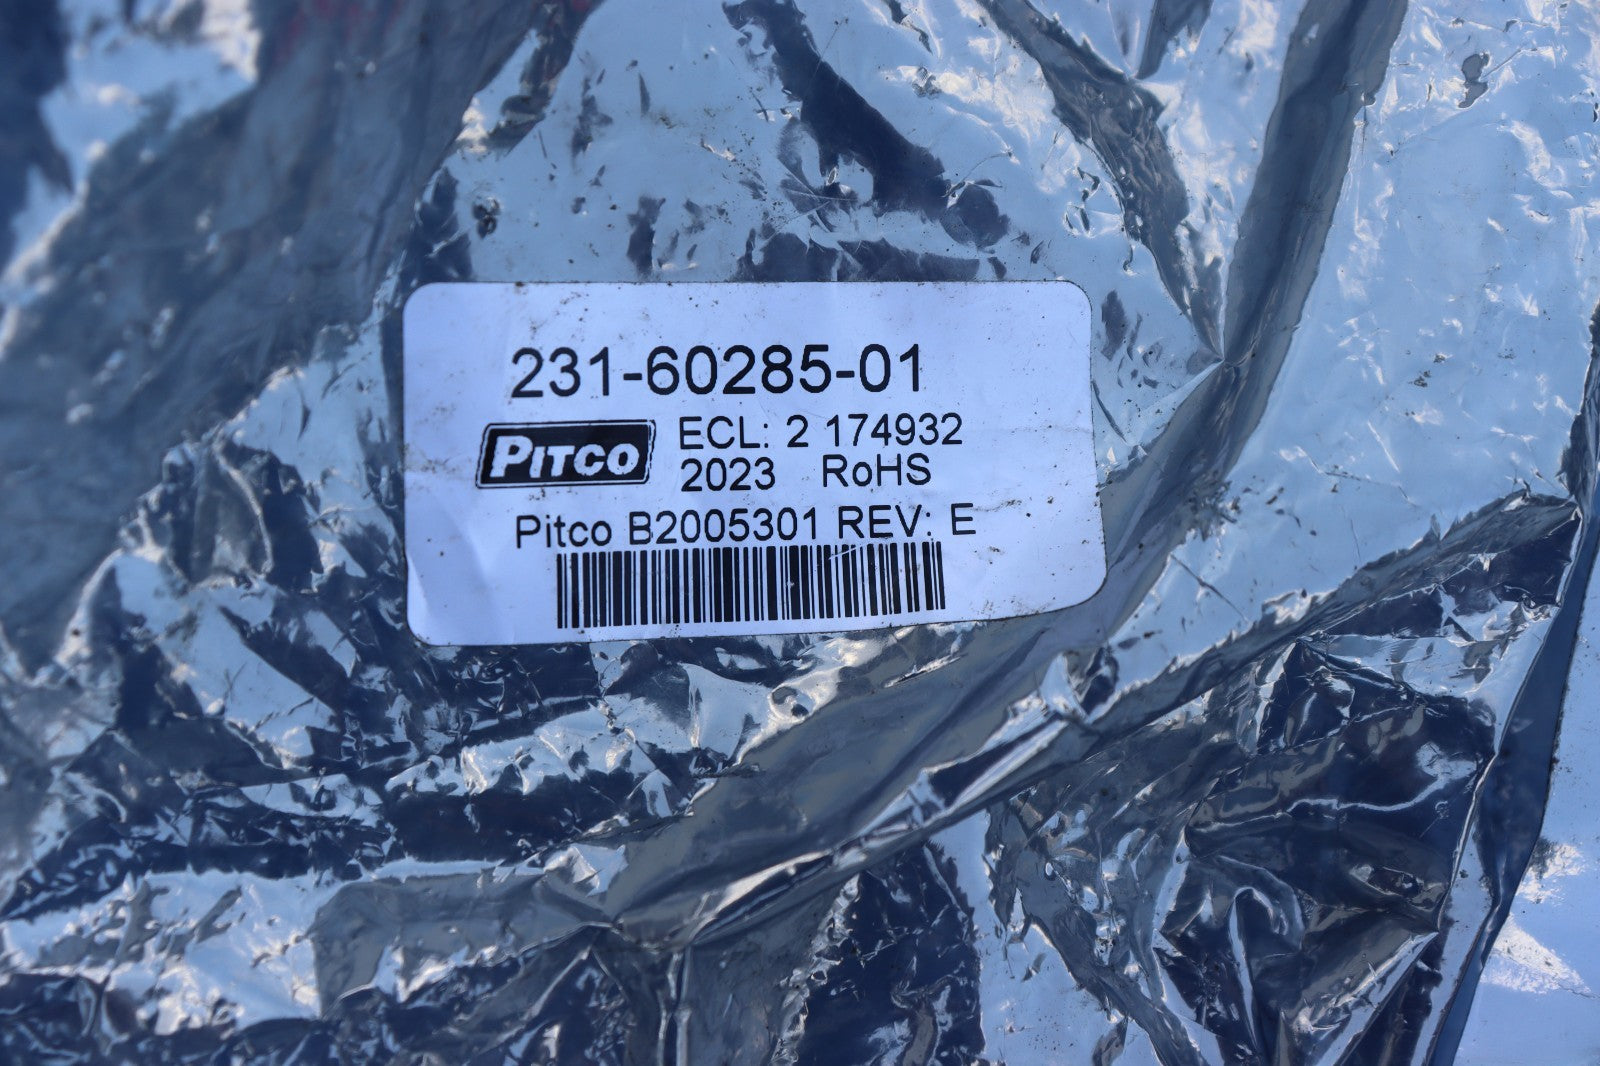 231-60285-01
PITCO
ECL: 2 174932
2023 RoHS
Pitco B2005301 REV: E